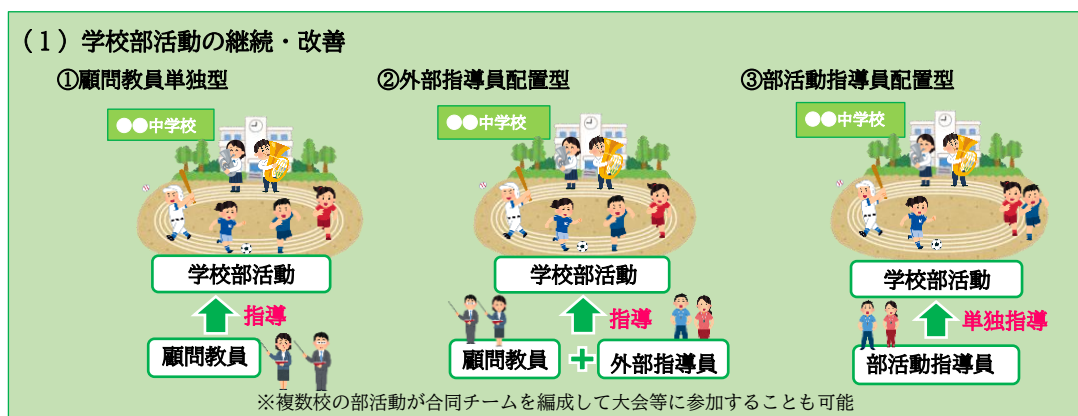 （１）学校部活動の継続・改善
①顧問教員単独型
②外部指導員配置型
③部活動指導員配置型
●●中学校
●●中学校
●●中学校
学校部活動
学校部活動
学校部活動
指導
指導
単独指導
顧問教員
顧問教員
＋
外部指導員
部活動指導員
※複数校の部活動が合同チームを編成して大会等に参加することも可能